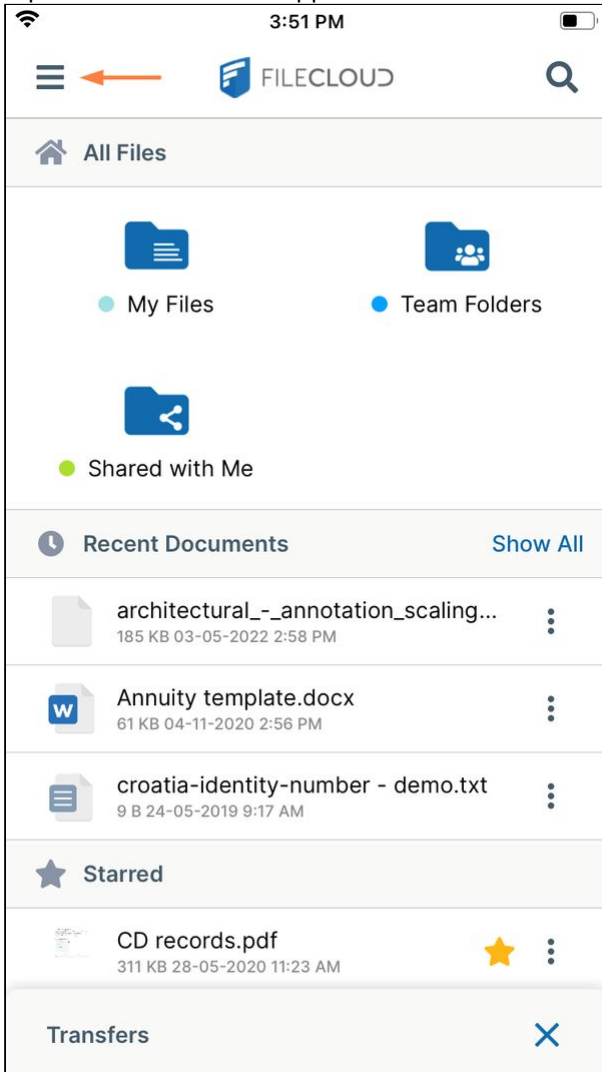 3:51 PM
FILECLOUD
All Files
My Files
Team Folders
Shared with Me
Recent Documents Show All
architectural_-_annotation_scaling...
185 KB 03-05-2022 2:58 PM
W
Annuity template.docx
61 KB 04-11-2020 2:56 PM
croatia-identity-number - demo.txt
9 B 24-05-2019 9:17 AM
Starred
CD records.pdf
311 KB 28-05-2020 11:23 AM
Transfers